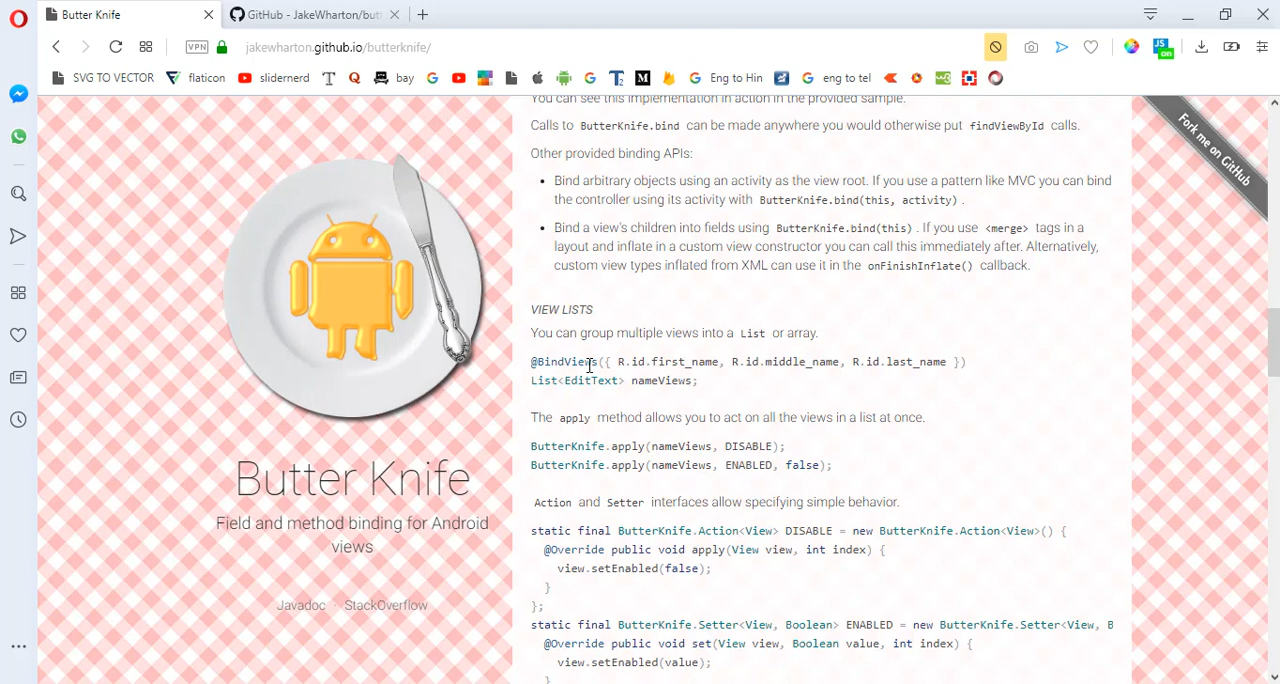 Butter Knife
GitHub - JakeWharton/but
VPN jakewharton.github.io/butterknife/
JS on
SVG TO VECTOR flaticon slidernerd bay Eng to Hin eng to tel
You can see this implementation in action in the provided sample.
Calls to ButterKnife.bind can be made anywhere you would otherwise put findViewById calls.
Other provided binding APIs:
• Bind arbitrary objects using an activity as the view root. If you use a pattern like MVC you can bind
the controller using its activity with ButterKnife.bind(this, activity).
• Bind a view's children into fields using ButterKnife.bind(this). If you use <merge> tags in a
layout and inflate in a custom view constructor you can call this immediately after. Alternatively,
custom view types inflated from XML can use it in the onFinishInflate() callback.
VIEW LISTS
You can group multiple views into a List or array.
@BindViews({ R.id.first_name, R.id.middle_name, R.id.last_name })
List<EditText> nameViews;
The apply method allows you to act on all the views in a list at once.
ButterKnife.apply(nameViews, DISABLE);
ButterKnife.apply(nameViews, ENABLED, false);
Action and Setter interfaces allow specifying simple behavior.
static final ButterKnife.Action<View> DISABLE = new ButterKnife.Action<View>() {
@Override public void apply(View view, int index) {
view.setEnabled(false);
}
};
static final ButterKnife.Setter<View, Boolean> ENABLED = new ButterKnife.Setter<View, B
@Override public void set(View view, Boolean value, int index) {
view.setEnabled(value);
}
Butter Knife
Field and method binding for Android
views
Javadoc · StackOverflow
Fork me on GitHub